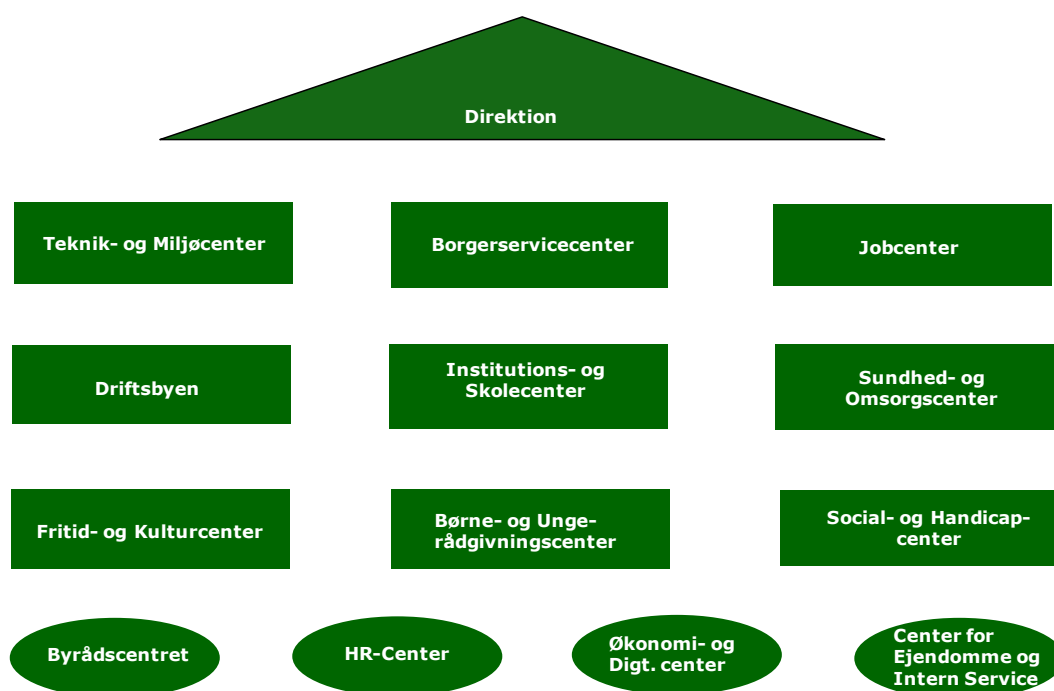 Direktion
Teknik- og Miljøcenter
Borgerservicecenter
Jobcenter
Driftsbyen
Institutions- og
Skolecenter
Sundhed- og
Omsorgscenter
Fritid- og Kulturcenter
Børne- og Unge-
rådgivningscenter
Social- og Handicap-
center
Byrådscentret
HR-Center
Økonomi- og
Digt. center
Center for
Ejendomme og
Intern Service